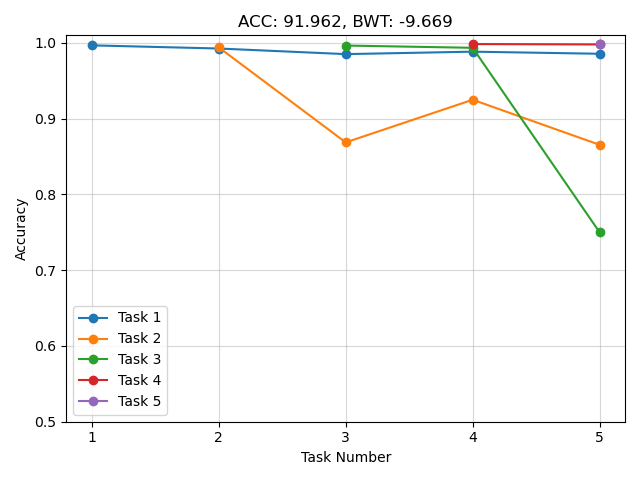 ACC: 91.962, BWT: -9.669
1.0
0.9
0.8
0.7
0.6
0.5
Accuracy
Task 1
Task 2
Task 3
Task 4
Task 5
1 2 3 4 5
Task Number